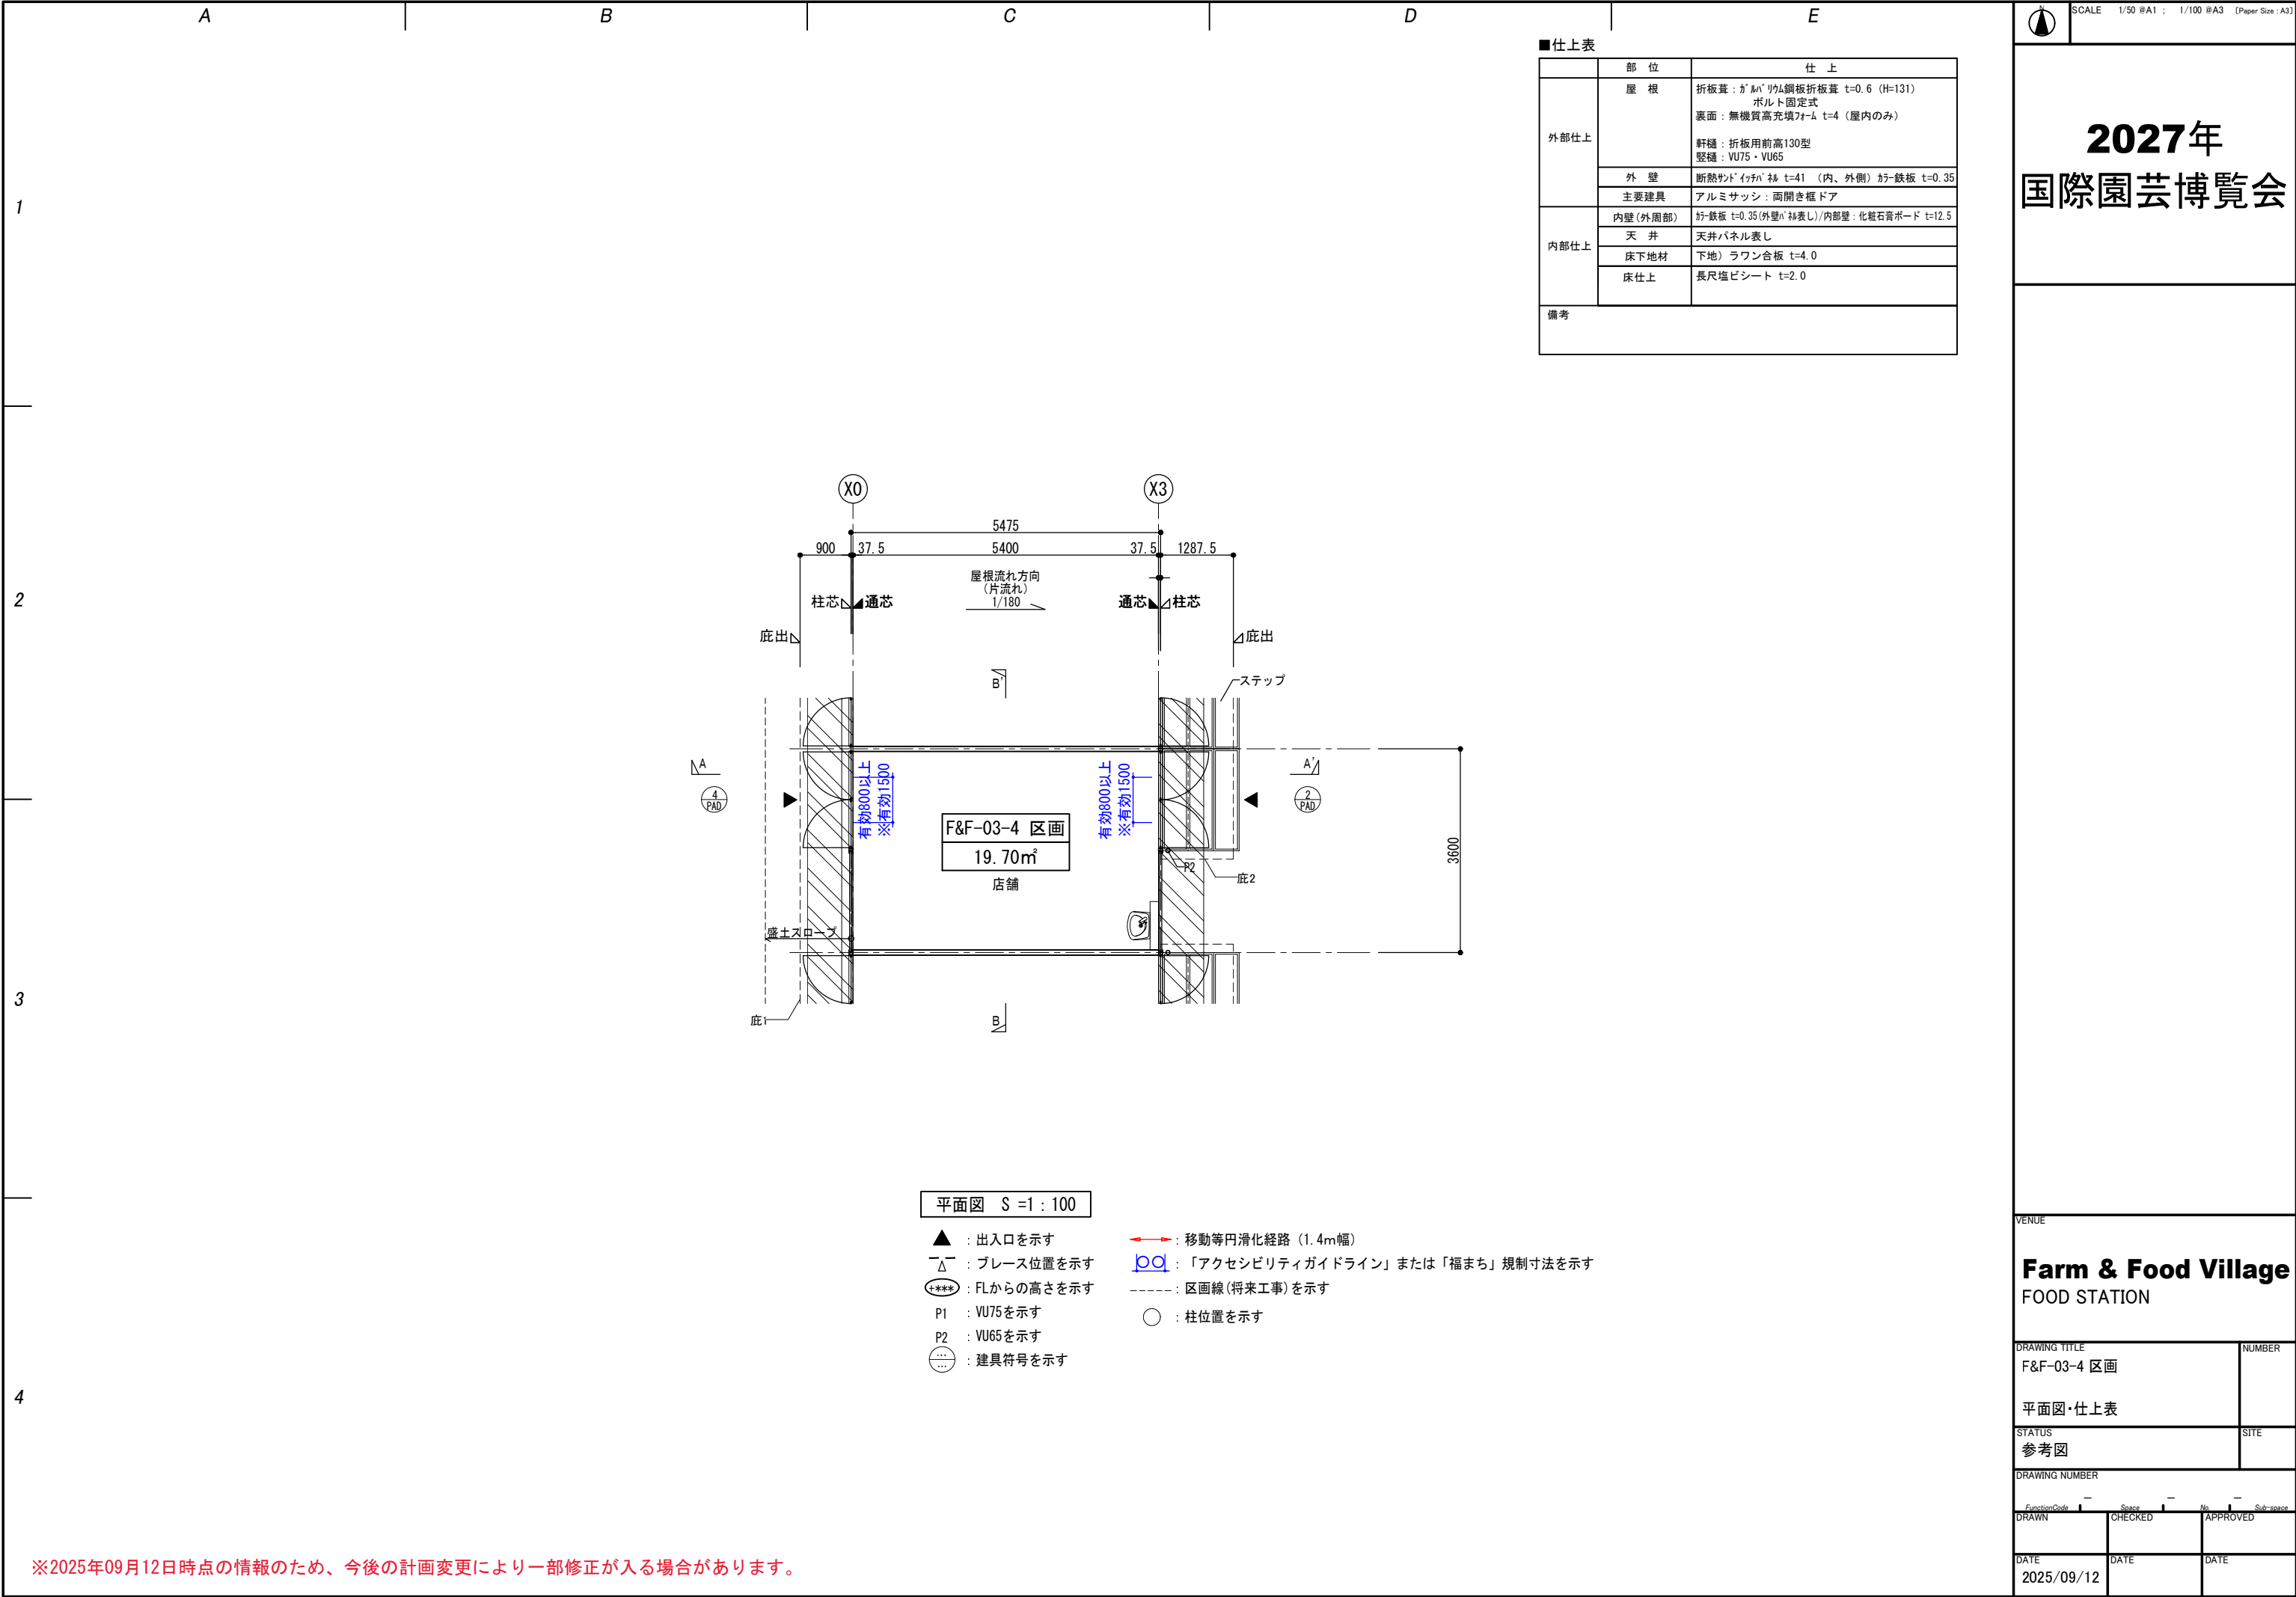 A
B
C
D
E
1
2
3
4
N
SCALE 1/50 @A1 ; 1/100 @A3 (Paper Size : A3)
2027年
国際園芸博覧会
■仕上表
部 位
仕 上
外部仕上
屋 根
折板葺：ｶﾞﾙﾊﾞﾘｳﾑ鋼板折板葺 t=0.6（H=131）
ボルト固定式
裏面：無機質高充填ﾌｫｰﾑ t=4（屋内のみ）
軒樋：折板用前高130型
竪樋：VU75・VU65
外 壁
断熱ｻﾝﾄﾞｲｯﾁﾊﾟﾈﾙ t=41 （内、外側）ｶﾗｰ鉄板 t=0.35
主要建具
アルミサッシ：両開き框ドア
内部仕上
内壁(外周部)
ｶﾗｰ鉄板 t=0.35(外壁ﾊﾟﾈﾙ表し)/内部壁：化粧石膏ボード t=12.5
天 井
天井パネル表し
床下地材
下地）ラワン合板 t=4.0
床仕上
長尺塩ビシート t=2.0
備考
X0
X3
5475
900
37.5
5400
37.5
1287.5
屋根流れ方向
（片流れ）
1/180
柱芯
通芯
通芯
柱芯
庇出
庇出
B'
ステップ
A
4
PAD
有効800以上
※有効1500
有効800以上
※有効1500
A'
2
PAD
F&F-03-4 区画
19.70㎡
店舗
3600
P2
庇2
盛土スロープ
庇1
B
平面図 S =1：100
：出入口を示す
：ブレース位置を示す
+***
：FLからの高さを示す
P1 ：VU75を示す
P2 ：VU65を示す
...
...
：建具符号を示す
：移動等円滑化経路（1.4m幅）
：「アクセシビリティガイドライン」または「福まち」規制寸法を示す
：区画線(将来工事)を示す
：柱位置を示す
※2025年09月12日時点の情報のため、今後の計画変更により一部修正が入る場合があります。
VENUE
Farm & Food Village
FOOD STATION
DRAWING TITLE
NUMBER
F&F-03-4 区画
平面図・仕上表
STATUS
SITE
参考図
DRAWING NUMBER
– – –
FunctionCode Space No. Sub-space
DRAWN
CHECKED
APPROVED
DATE
DATE
DATE
2025/09/12